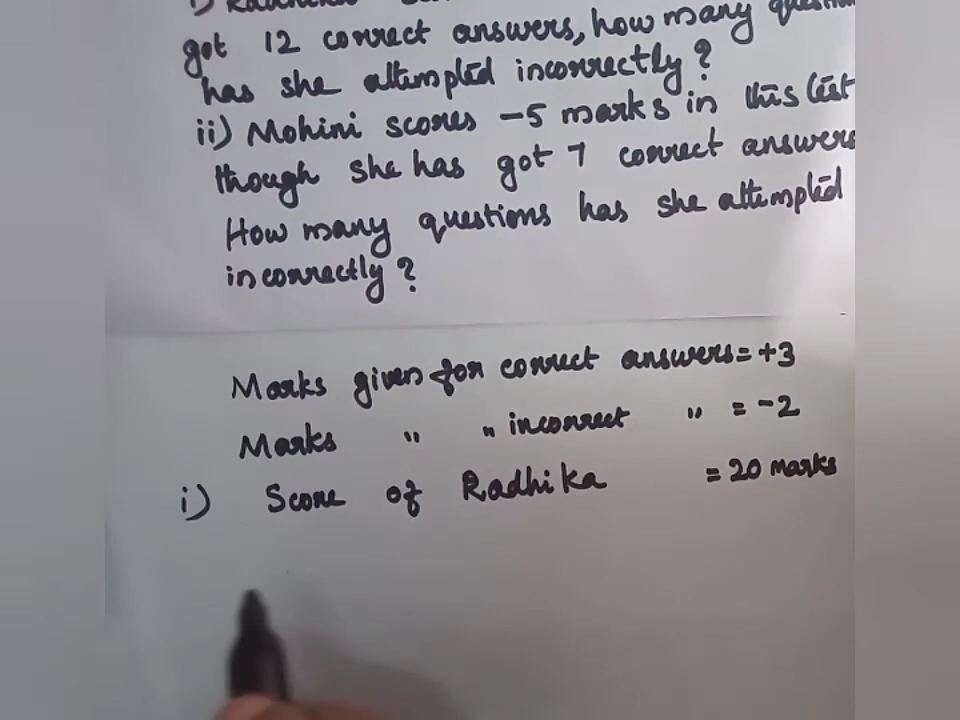 i)
got 12 correct answers, how many
has she attempted incorrectly?
ii) Mohini scores -5 marks in this test
though she has got 7 correct answers
How many questions has she attempted
incorrectly?
Marks given for correct answers = +3
Marks " " incorrect " = -2
i) Score of Radhika = 20 marks